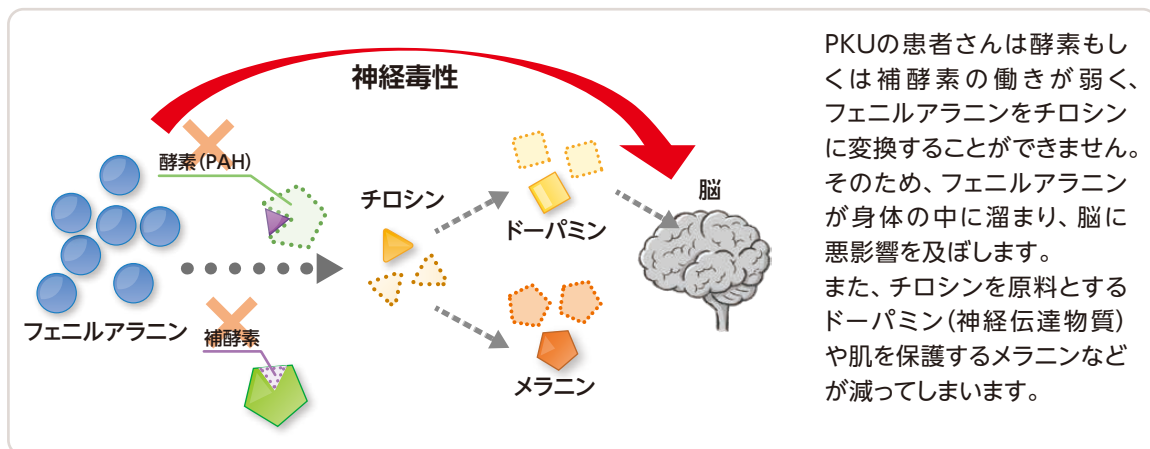 神経毒性
酵素(PAH)
チロシン
ドーパミン
脳
フェニルアラニン
補酵素
メラニン
PKUの患者さんは酵素もし
くは補酵素の働きが弱く、
フェニルアラニンをチロシン
に変換することができません。
そのため、フェニルアラニン
が身体の中に溜まり、脳に
悪影響を及ぼします。
また、チロシンを原料とする
ドーパミン(神経伝達物質)
や肌を保護するメラニンなど
が減ってしまいます。